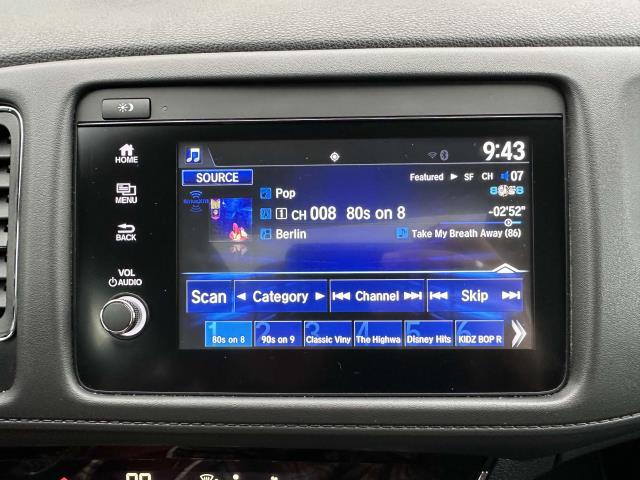 9:43
HOME
SOURCE
Featured ► SF CH 07
SiriusXM
Pop
MENU
1 CH 008 80s on 8
-02'52"
BACK
Berlin
Take My Breath Away (86)
VOL
AUDIO
Scan ◄ Category ► Channel Skip
1 2 3 4 5 6
80s on 8 90s on 9 Classic Viny The Highwa Disney Hits KIDZ BOP R